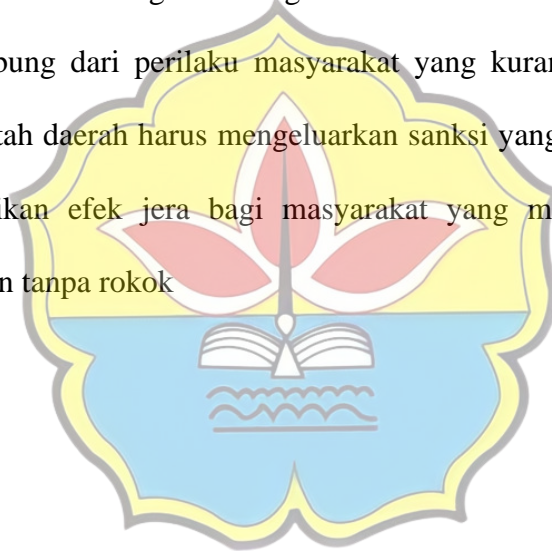 pung dari perilaku masyarakat yang kuran
tah daerah harus mengeluarkan sanksi yang
ikan efek jera bagi masyarakat yang m
n tanpa rokok